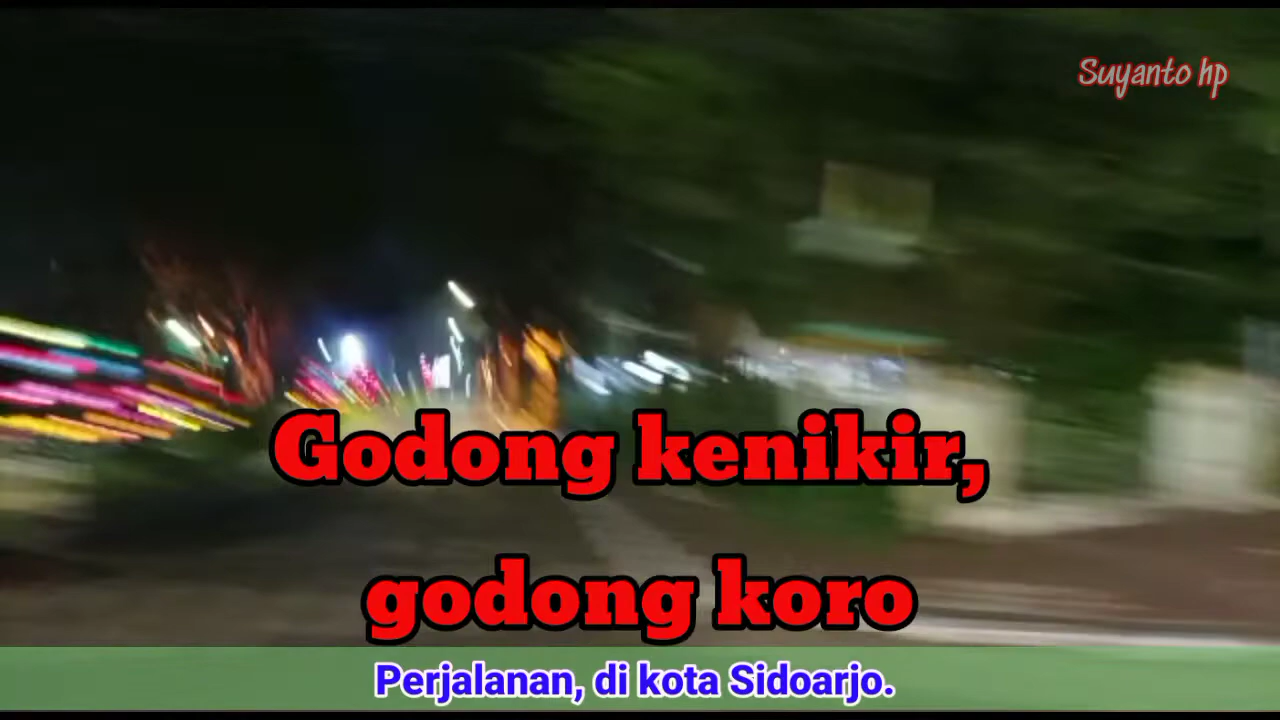 Suyanto hp
Godong kenikir,
godong koro
Perjalanan, di kota Sidoarjo.